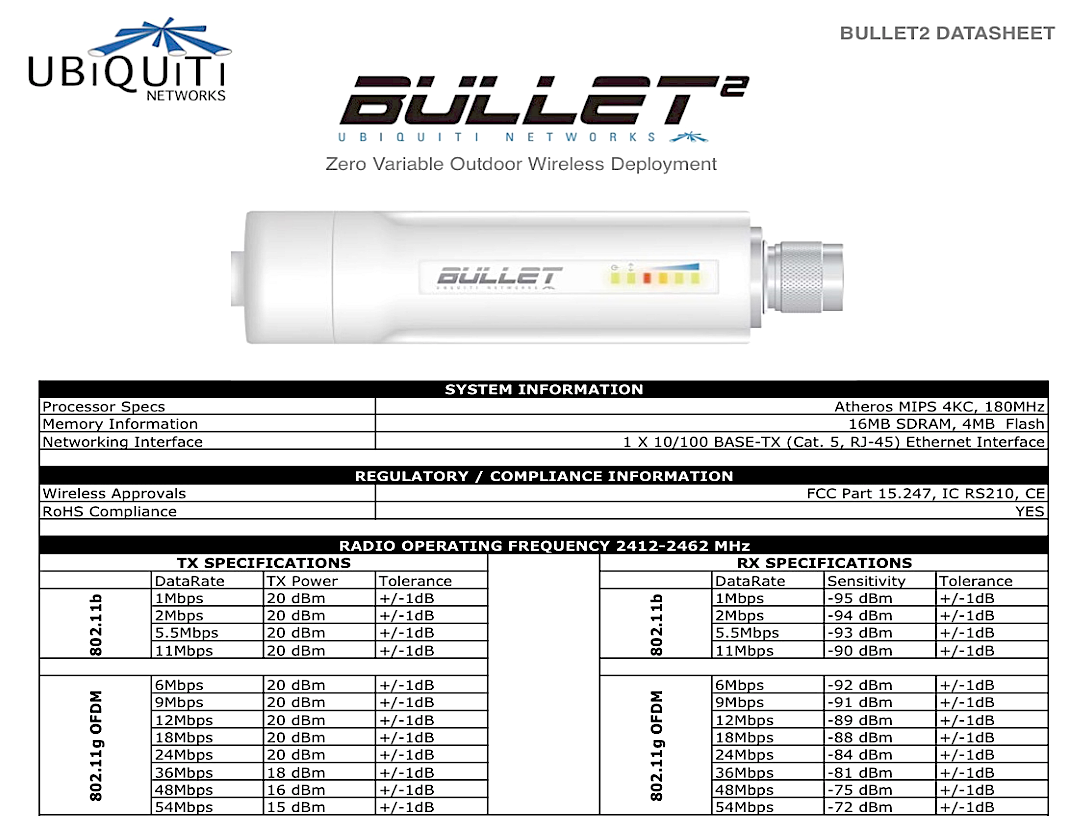 BULLET2 DATASHEET
UBiQUiTi
NETWORKS
BULLET²
UBIQUITI NETWORKS
Zero Variable Outdoor Wireless Deployment
BULLET
UBIQUITI NETWORKS
SYSTEM INFORMATION
Processor Specs Atheros MIPS 4KC, 180MHz
Memory Information 16MB SDRAM, 4MB Flash
Networking Interface 1 X 10/100 BASE-TX (Cat. 5, RJ-45) Ethernet Interface
REGULATORY / COMPLIANCE INFORMATION
Wireless Approvals FCC Part 15.247, IC RS210, CE
RoHS Compliance YES
RADIO OPERATING FREQUENCY 2412-2462 MHz
TX SPECIFICATIONS RX SPECIFICATIONS
DataRate TX Power Tolerance DataRate Sensitivity Tolerance
802.11b 1Mbps 20 dBm +/-1dB 802.11b 1Mbps -95 dBm +/-1dB
2Mbps 20 dBm +/-1dB 2Mbps -94 dBm +/-1dB
5.5Mbps 20 dBm +/-1dB 5.5Mbps -93 dBm +/-1dB
11Mbps 20 dBm +/-1dB 11Mbps -90 dBm +/-1dB
802.11g OFDM 6Mbps 20 dBm +/-1dB 802.11g OFDM 6Mbps -92 dBm +/-1dB
9Mbps 20 dBm +/-1dB 9Mbps -91 dBm +/-1dB
12Mbps 20 dBm +/-1dB 12Mbps -89 dBm +/-1dB
18Mbps 20 dBm +/-1dB 18Mbps -88 dBm +/-1dB
24Mbps 20 dBm +/-1dB 24Mbps -84 dBm +/-1dB
36Mbps 18 dBm +/-1dB 36Mbps -81 dBm +/-1dB
48Mbps 16 dBm +/-1dB 48Mbps -75 dBm +/-1dB
54Mbps 15 dBm +/-1dB 54Mbps -72 dBm +/-1dB